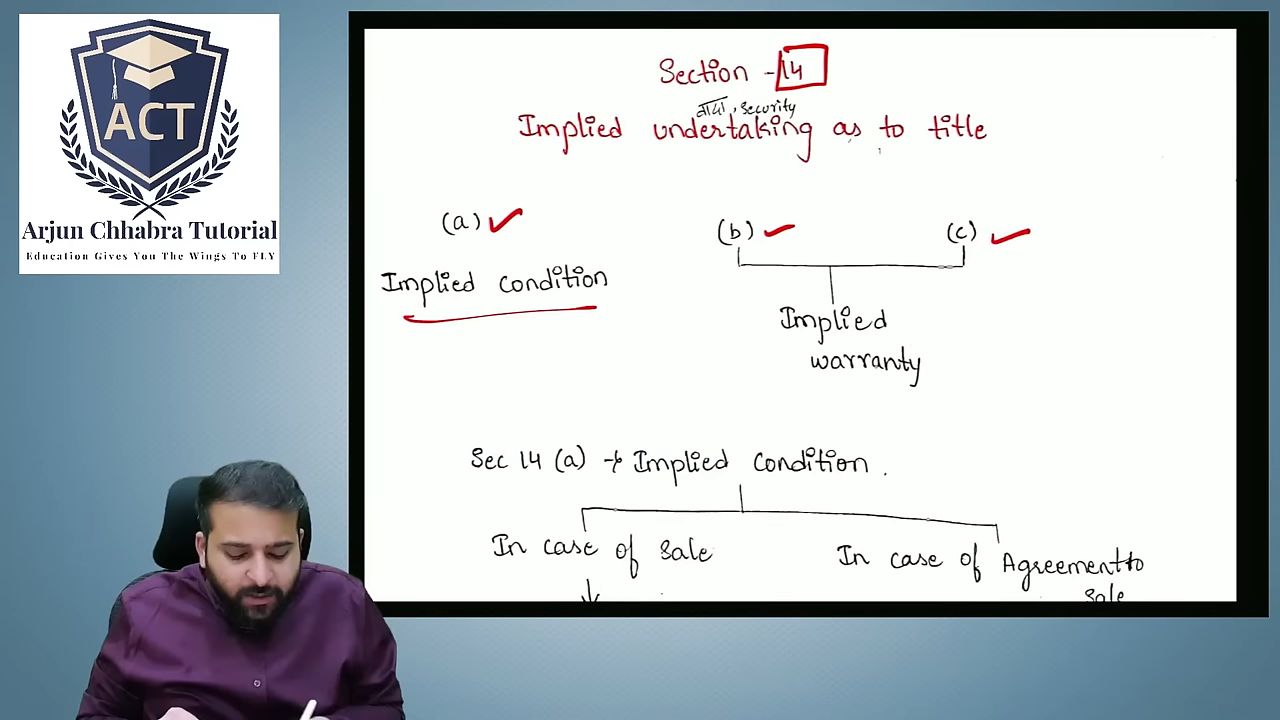 ACT
Arjun Chhabra Tutorial
Education Gives You The Wings To FLY
Section - 14
वादा, security
Implied undertaking as to title
(a) (b) (c)
Implied condition
Implied
warranty
Sec 14 (a) → Implied Condition.
In case of sale In case of Agreement to
Sale